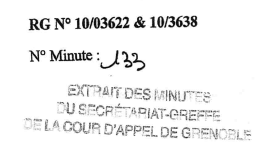 RG N° 10/03622 & 10/3638
N° Minute : 133
EXTRAIT DES MINUTES
DU SECRÉTARIAT-GREFFE
DE LA COUR D'APPEL DE GRENOBLE